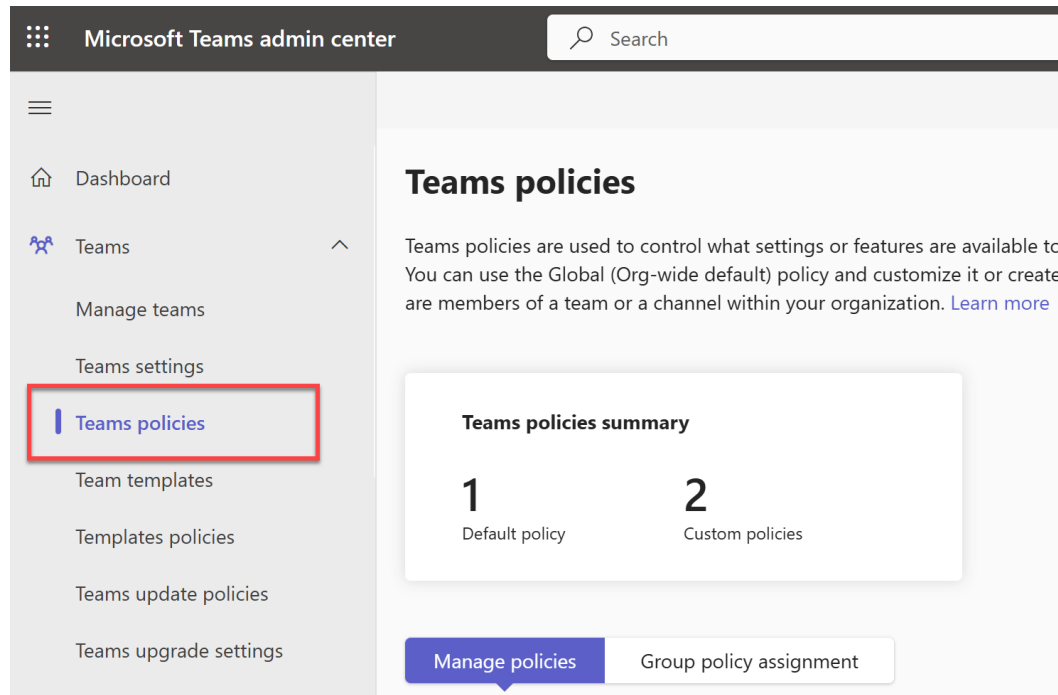 Microsoft Teams admin center
Search
Dashboard
Teams
Manage teams
Teams settings
Teams policies
Team templates
Templates policies
Teams update policies
Teams upgrade settings
Teams policies
Teams policies are used to control what settings or features are available to
You can use the Global (Org-wide default) policy and customize it or create
are members of a team or a channel within your organization. Learn more
Teams policies summary
1 2
Default policy Custom policies
Manage policies Group policy assignment